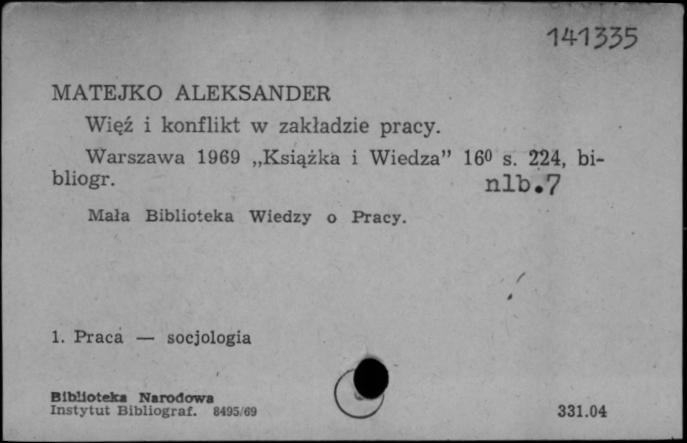 141335
MATEJKO ALEKSANDER
Więź i konflikt w zakładzie pracy.
Warszawa 1969 „Książka i Wiedza” 16⁰ s. 224, bi-
bliogr. nlb.7
Mała Biblioteka Wiedzy o Pracy.
1. Praca — socjologia
Biblioteka Narodowa
Instytut Bibliograf. 8495/69
331.04